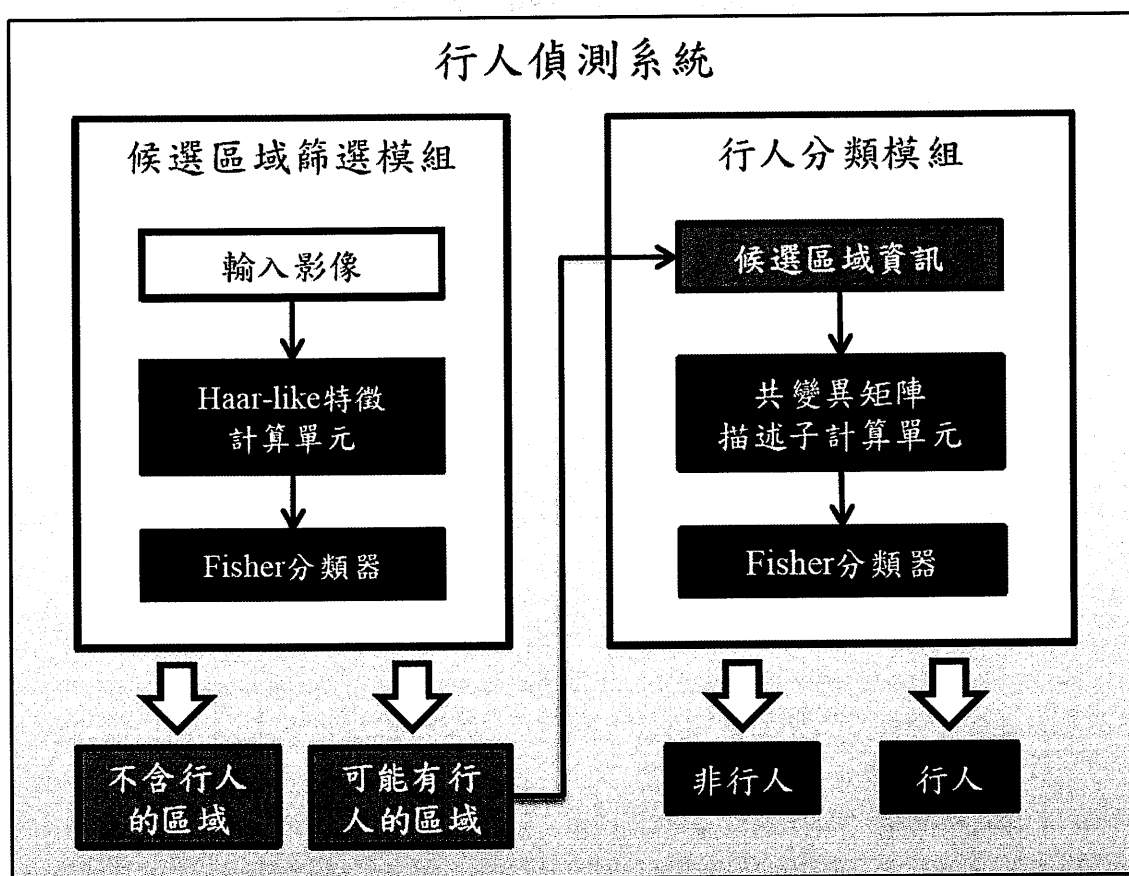 行人偵測系統
候選區域篩選模組
輸入影像
Haar-like特徵
計算單元
Fisher分類器
不含行人
的區域
可能有行
人的區域
行人分類模組
候選區域資訊
共變異矩陣
描述子計算單元
Fisher分類器
非行人
行人